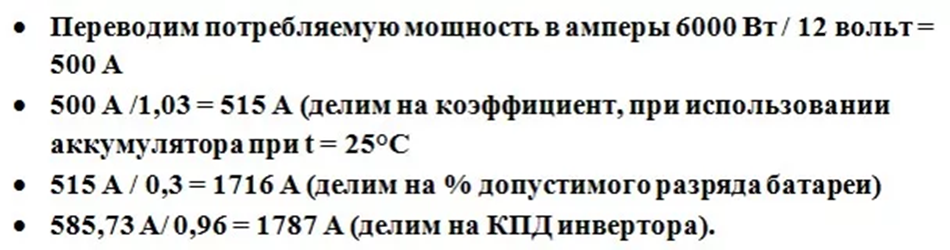 • Переводим потребляемую мощность в амперы 6000 Вт / 12 вольт =
500 А
• 500 А /1,03 = 515 А (делим на коэффициент, при использовании
аккумулятора при t = 25°C
• 515 А / 0,3 = 1716 А (делим на % допустимого разряда батареи)
• 585,73 А/ 0,96 = 1787 А (делим на КПД инвертора).